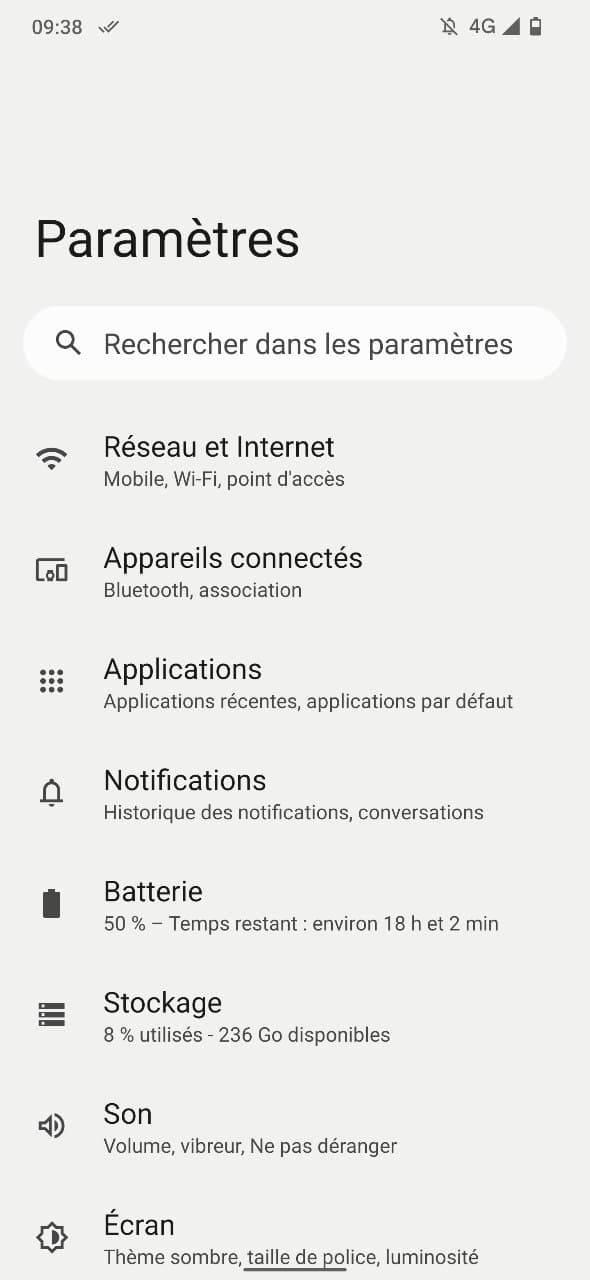 09:38
4G
Paramètres
Rechercher dans les paramètres
Réseau et Internet
Mobile, Wi-Fi, point d'accès
Appareils connectés
Bluetooth, association
Applications
Applications récentes, applications par défaut
Notifications
Historique des notifications, conversations
Batterie
50 % – Temps restant : environ 18 h et 2 min
Stockage
8 % utilisés - 236 Go disponibles
Son
Volume, vibreur, Ne pas déranger
Écran
Thème sombre, taille de police, luminosité